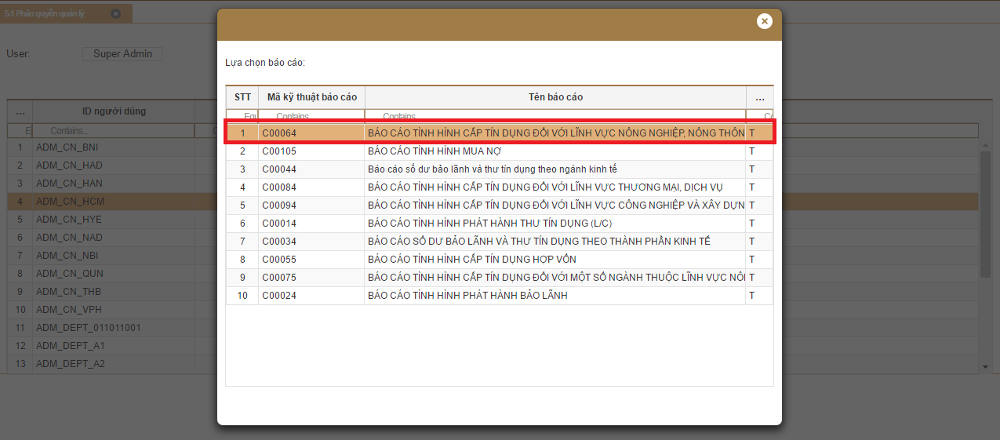 5.1 Phân quyền quản lý
User: Super Admin
... ID người dùng
E Contains..
1 ADM_CN_BNI
2 ADM_CN_HAD
3 ADM_CN_HAN
4 ADM_CN_HCM
5 ADM_CN_HYE
6 ADM_CN_NAD
7 ADM_CN_NBI
8 ADM_CN_QUN
9 ADM_CN_THB
10 ADM_CN_VPH
11 ADM_DEPT_011011001
12 ADM_DEPT_A1
13 ADM_DEPT_A2
Lựa chọn báo cáo:
STT Mã kỹ thuật báo cáo Tên báo cáo ...
Equ Contains.. Contains.. Co
1 C00064 BÁO CÁO TÌNH HÌNH CẤP TÍN DỤNG ĐỐI VỚI LĨNH VỰC NÔNG NGHIỆP, NÔNG THÔN T
2 C00105 BÁO CÁO TÌNH HÌNH MUA NỢ T
3 C00044 Báo cáo số dư bảo lãnh và thư tín dụng theo ngành kinh tế T
4 C00084 BÁO CÁO TÌNH HÌNH CẤP TÍN DỤNG ĐỐI VỚI LĨNH VỰC THƯƠNG MẠI, DỊCH VỤ T
5 C00094 BÁO CÁO TÌNH HÌNH CẤP TÍN DỤNG ĐỐI VỚI LĨNH VỰC CÔNG NGHIỆP VÀ XÂY DỰN T
6 C00014 BÁO CÁO TÌNH HÌNH PHÁT HÀNH THƯ TÍN DỤNG (L/C) T
7 C00034 BÁO CÁO SỐ DƯ BẢO LÃNH VÀ THƯ TÍN DỤNG THEO THÀNH PHẦN KINH TẾ T
8 C00055 BÁO CÁO TÌNH HÌNH CẤP TÍN DỤNG HỢP VỐN T
9 C00075 BÁO CÁO TÌNH HÌNH CẤP TÍN DỤNG ĐỐI VỚI MỘT SỐ NGÀNH THUỘC LĨNH VỰC NÔI T
10 C00024 BÁO CÁO TÌNH HÌNH PHÁT HÀNH BẢO LÃNH T